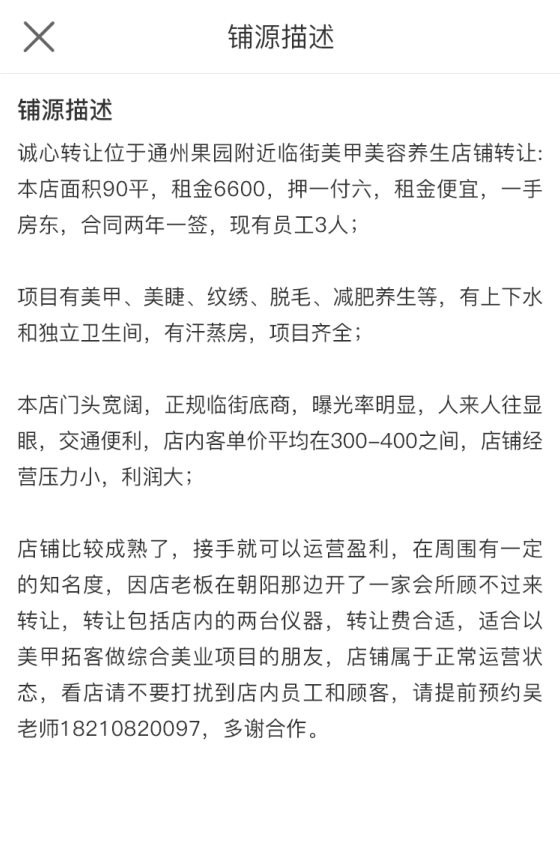 铺源描述
铺源描述
诚心转让位于通州果园附近临街美甲美容养生店铺转让:
本店面积90平，租金6600，押一付六，租金便宜，一手
房东，合同两年一签，现有员工3人；
项目有美甲、美睫、纹绣、脱毛、减肥养生等，有上下水
和独立卫生间，有汗蒸房，项目齐全；
本店门头宽阔，正规临街底商，曝光率明显，人来人往显
眼，交通便利，店内客单价平均在300-400之间，店铺经
营压力小，利润大；
店铺比较成熟了，接手就可以运营盈利，在周围有一定
的知名度，因店老板在朝阳那边开了一家会所顾不过来
转让，转让包括店内的两台仪器，转让费合适，适合以
美甲拓客做综合美业项目的朋友，店铺属于正常运营状
态，看店请不要打扰到店内员工和顾客，请提前预约吴
老师18210820097，多谢合作。